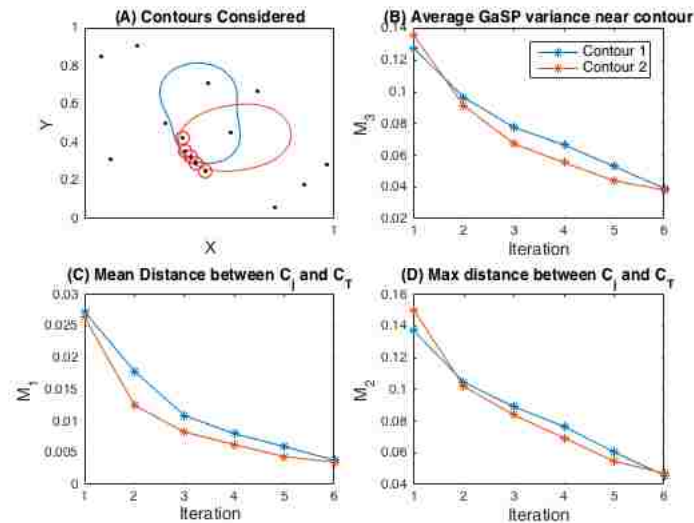 (A) Contours Considered
1
0.8
0.6
0.4
0.2
0
Y
1
X
(B) Average GaSP variance near contour
0.14
0.12
0.1
0.08
0.06
0.04
0.02
M3
Contour 1
Contour 2
1 2 3 4 5 6
Iteration
(C) Mean Distance between Cj and CT
0.03
0.025
0.02
0.015
0.01
0.005
0
M1
1 2 3 4 5 6
Iteration
(D) Max distance between Cj and CT
0.16
0.14
0.12
0.1
0.08
0.06
0.04
M2
1 2 3 4 5 6
Iteration